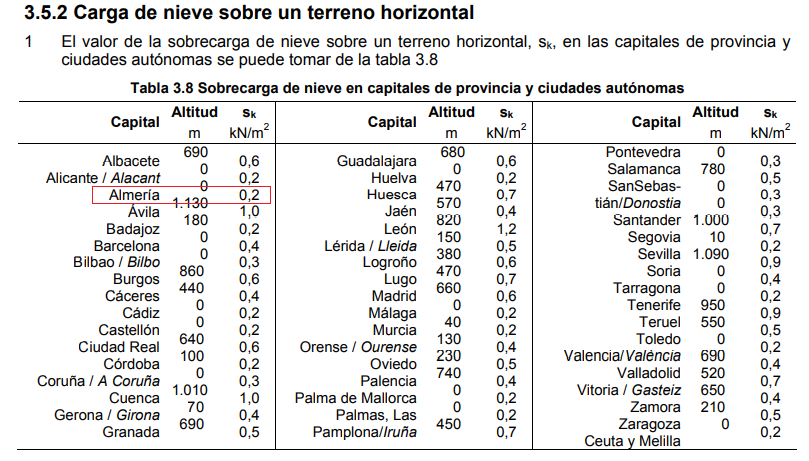 3.5.2 Carga de nieve sobre un terreno horizontal
1 El valor de la sobrecarga de nieve sobre un terreno horizontal, sk, en las capitales de provincia y
ciudades autónomas se puede tomar de la tabla 3.8
Tabla 3.8 Sobrecarga de nieve en capitales de provincia y ciudades autónomas
Capital Altitud m sk kN/m² Capital Altitud m sk kN/m² Capital Altitud m sk kN/m²
Albacete 690 0,6 Guadalajara 680 0,6 Pontevedra 0 0,3
Alicante / Alacant 0 0,2 Huelva 0 0,2 Salamanca 780 0,5
Almería 0 0,2 Huesca 470 0,7 SanSebas- 0 0,3
Ávila 1.130 1,0 Jaén 570 0,4 tián/Donostia 0 0,3
Badajoz 180 0,2 León 820 1,2 Santander 1.000 0,7
Barcelona 0 0,4 Lérida / Lleida 150 0,5 Segovia 10 0,2
Bilbao / Bilbo 0 0,3 Logroño 380 0,6 Sevilla 1.090 0,9
Burgos 860 0,6 Lugo 470 0,7 Soria 0 0,4
Cáceres 440 0,4 Madrid 660 0,6 Tarragona 0 0,2
Cádiz 0 0,2 Málaga 0 0,2 Tenerife 950 0,9
Castellón 0 0,2 Murcia 40 0,2 Teruel 550 0,5
Ciudad Real 640 0,6 Orense / Ourense 130 0,4 Toledo 0 0,2
Córdoba 100 0,2 Oviedo 230 0,5 Valencia/València 690 0,4
Coruña / A Coruña 0 0,3 Palencia 740 0,4 Valladolid 520 0,7
Cuenca 1.010 1,0 Palma de Mallorca 0 0,2 Vitoria / Gasteiz 650 0,4
Gerona / Girona 70 0,4 Palmas, Las 0 0,2 Zamora 210 0,5
Granada 690 0,5 Pamplona/Iruña 450 0,7 Zaragoza 0 0,2
Ceuta y Melilla